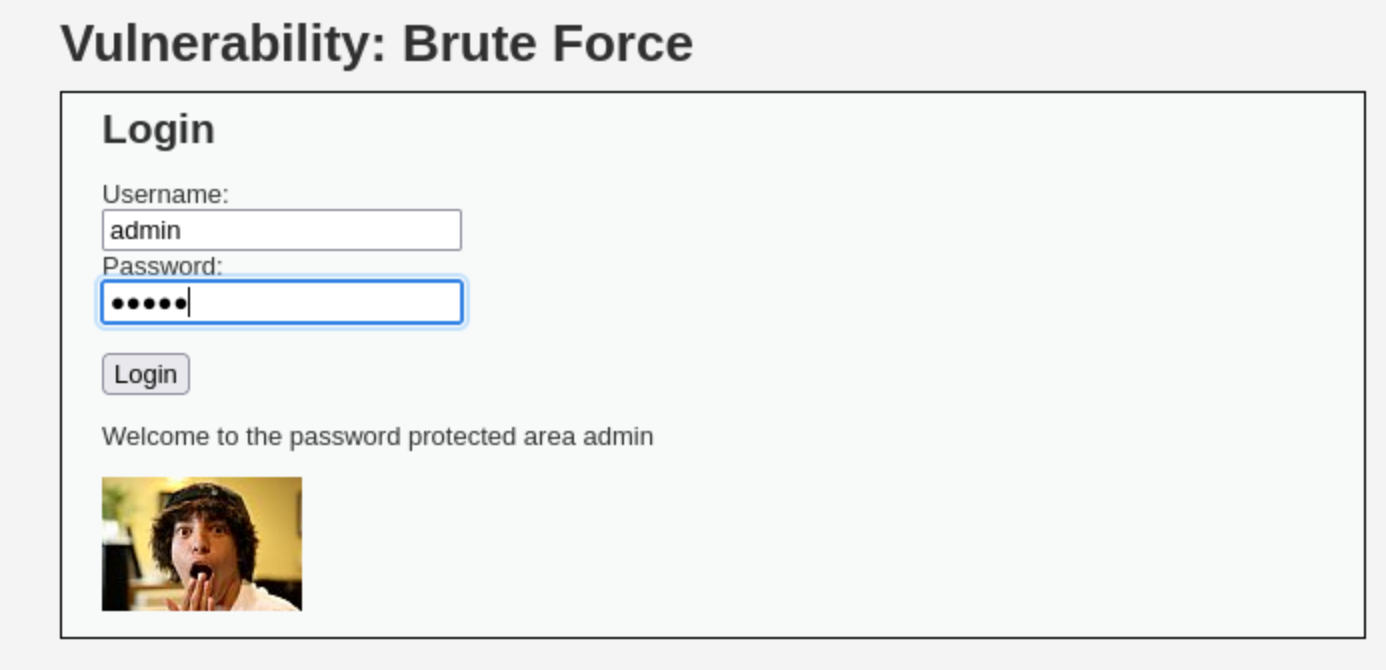 Vulnerability: Brute Force
Login
Username:
admin
Password:
•••••
Login
Welcome to the password protected area admin